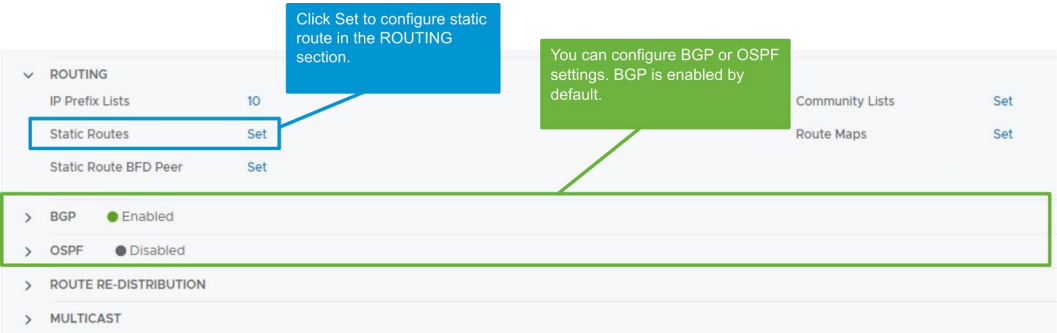 Click Set to configure static
route in the ROUTING
section.
You can configure BGP or OSPF
settings. BGP is enabled by
default.
ROUTING
IP Prefix Lists 10 Community Lists Set
Static Routes Set Route Maps Set
Static Route BFD Peer Set
BGP Enabled
OSPF Disabled
ROUTE RE-DISTRIBUTION
MULTICAST